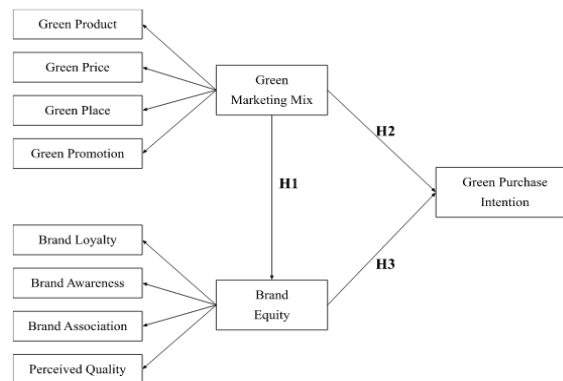 Green Product
Green Price
Green Place
Green Promotion
Green
Marketing Mix
H2
H1
Green Purchase
Intention
Brand Loyalty
Brand Awareness
Brand Association
Perceived Quality
Brand
Equity
H3